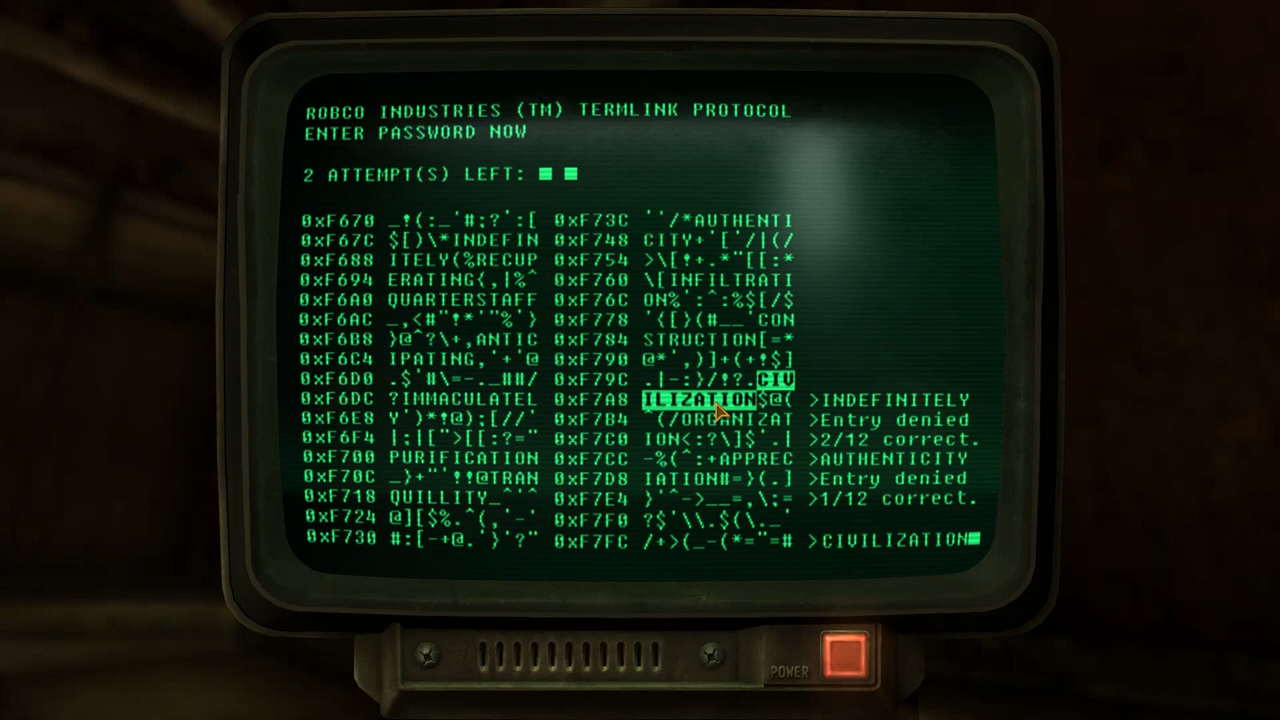 ROBCO INDUSTRIES (TM) TERMLINK PROTOCOL
ENTER PASSWORD NOW
2 ATTEMPT(S) LEFT: ■ ■
0xF670 _!(:_'#;?':[ 0xF73C ''/*AUTHENTI
0xF67C $[)\*INDEFIN 0xF748 CITY+'['/|(/
0xF688 ITELY(%RECUP 0xF754 >\[!+.*"[[:*
0xF694 ERATING{,|%^ 0xF760 \[INFILTRATI
0xF6A0 QUARTERSTAFF 0xF76C ON%':^:%$[/$
0xF6AC _,<#"!*'"%'} 0xF778 '{[}(#__'CON
0xF6B8 }@^?\+,ANTIC 0xF784 STRUCTION[=*
0xF6C4 IPATING,'+'@ 0xF790 @*',)]+(+!$]
0xF6D0 .$'#\=-._##/ 0xF79C .|-:}/!?.CIV
0xF6DC ?IMMACULATEL 0xF7A8 ILIZATION$@( >INDEFINITELY
0xF6E8 Y')*!@);[//' 0xF7B4 ^(/ORGANIZAT >Entry denied
0xF6F4 |;|[">[[:?=" 0xF7C0 ION<:?\]$'.| >2/12 correct.
0xF700 PURIFICATION 0xF7CC -%(^:+APPREC >AUTHENTICITY
0xF70C _}+"'!!@TRAN 0xF7D8 IATION#=}(.] >Entry denied
0xF718 QUILLITY_^'^ 0xF7E4 }'^->__=,\;= >1/12 correct.
0xF724 @][$%.^(,'-' 0xF7F0 ?$'\\.$(\._'
0xF730 #:[-+@.'}'?" 0xF7FC /+>(_-(*="=# >CIVILIZATION■
POWER